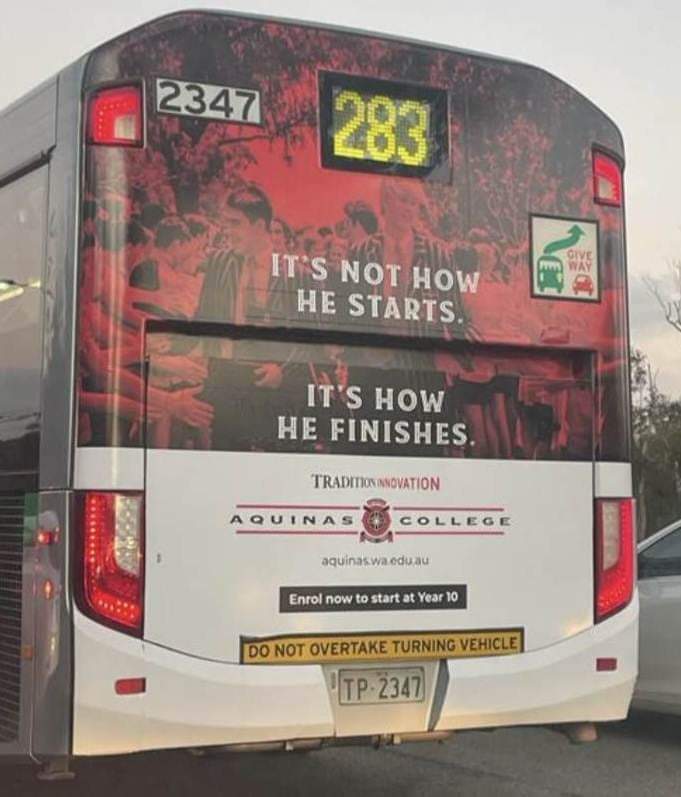 2347
283
GIVE
WAY
IT'S NOT HOW
HE STARTS.
IT'S HOW
HE FINISHES.
TRADITION INNOVATION
AQUINAS COLLEGE
aquinas.wa.edu.au
Enrol now to start at Year 10
DO NOT OVERTAKE TURNING VEHICLE
TP·2347